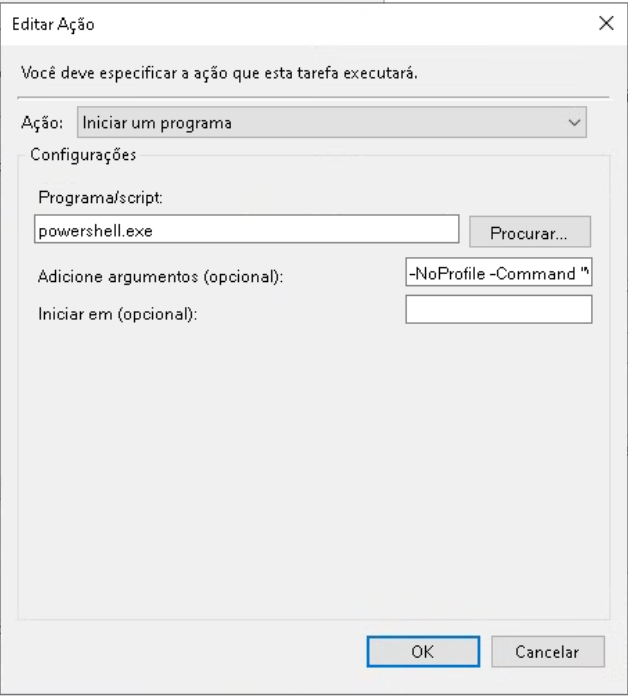 Editar Ação
Você deve especificar a ação que esta tarefa executará.
Ação: Iniciar um programa
Configurações
Programa/script:
powershell.exe Procurar...
Adicione argumentos (opcional): -NoProfile -Command "
Iniciar em (opcional):
OK Cancelar